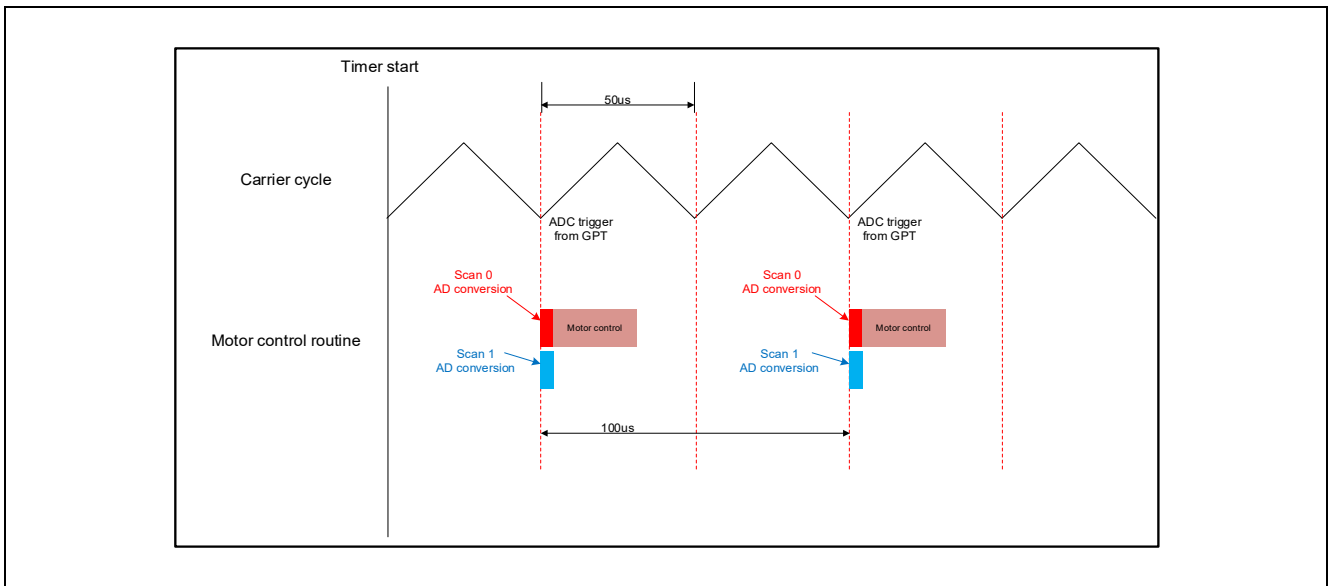 Timer start
50us
Carrier cycle
ADC trigger
from GPT
ADC trigger
from GPT
Scan 0
AD conversion
Scan 0
AD conversion
Motor control routine
Motor control
Motor control
Scan 1
AD conversion
Scan 1
AD conversion
100us